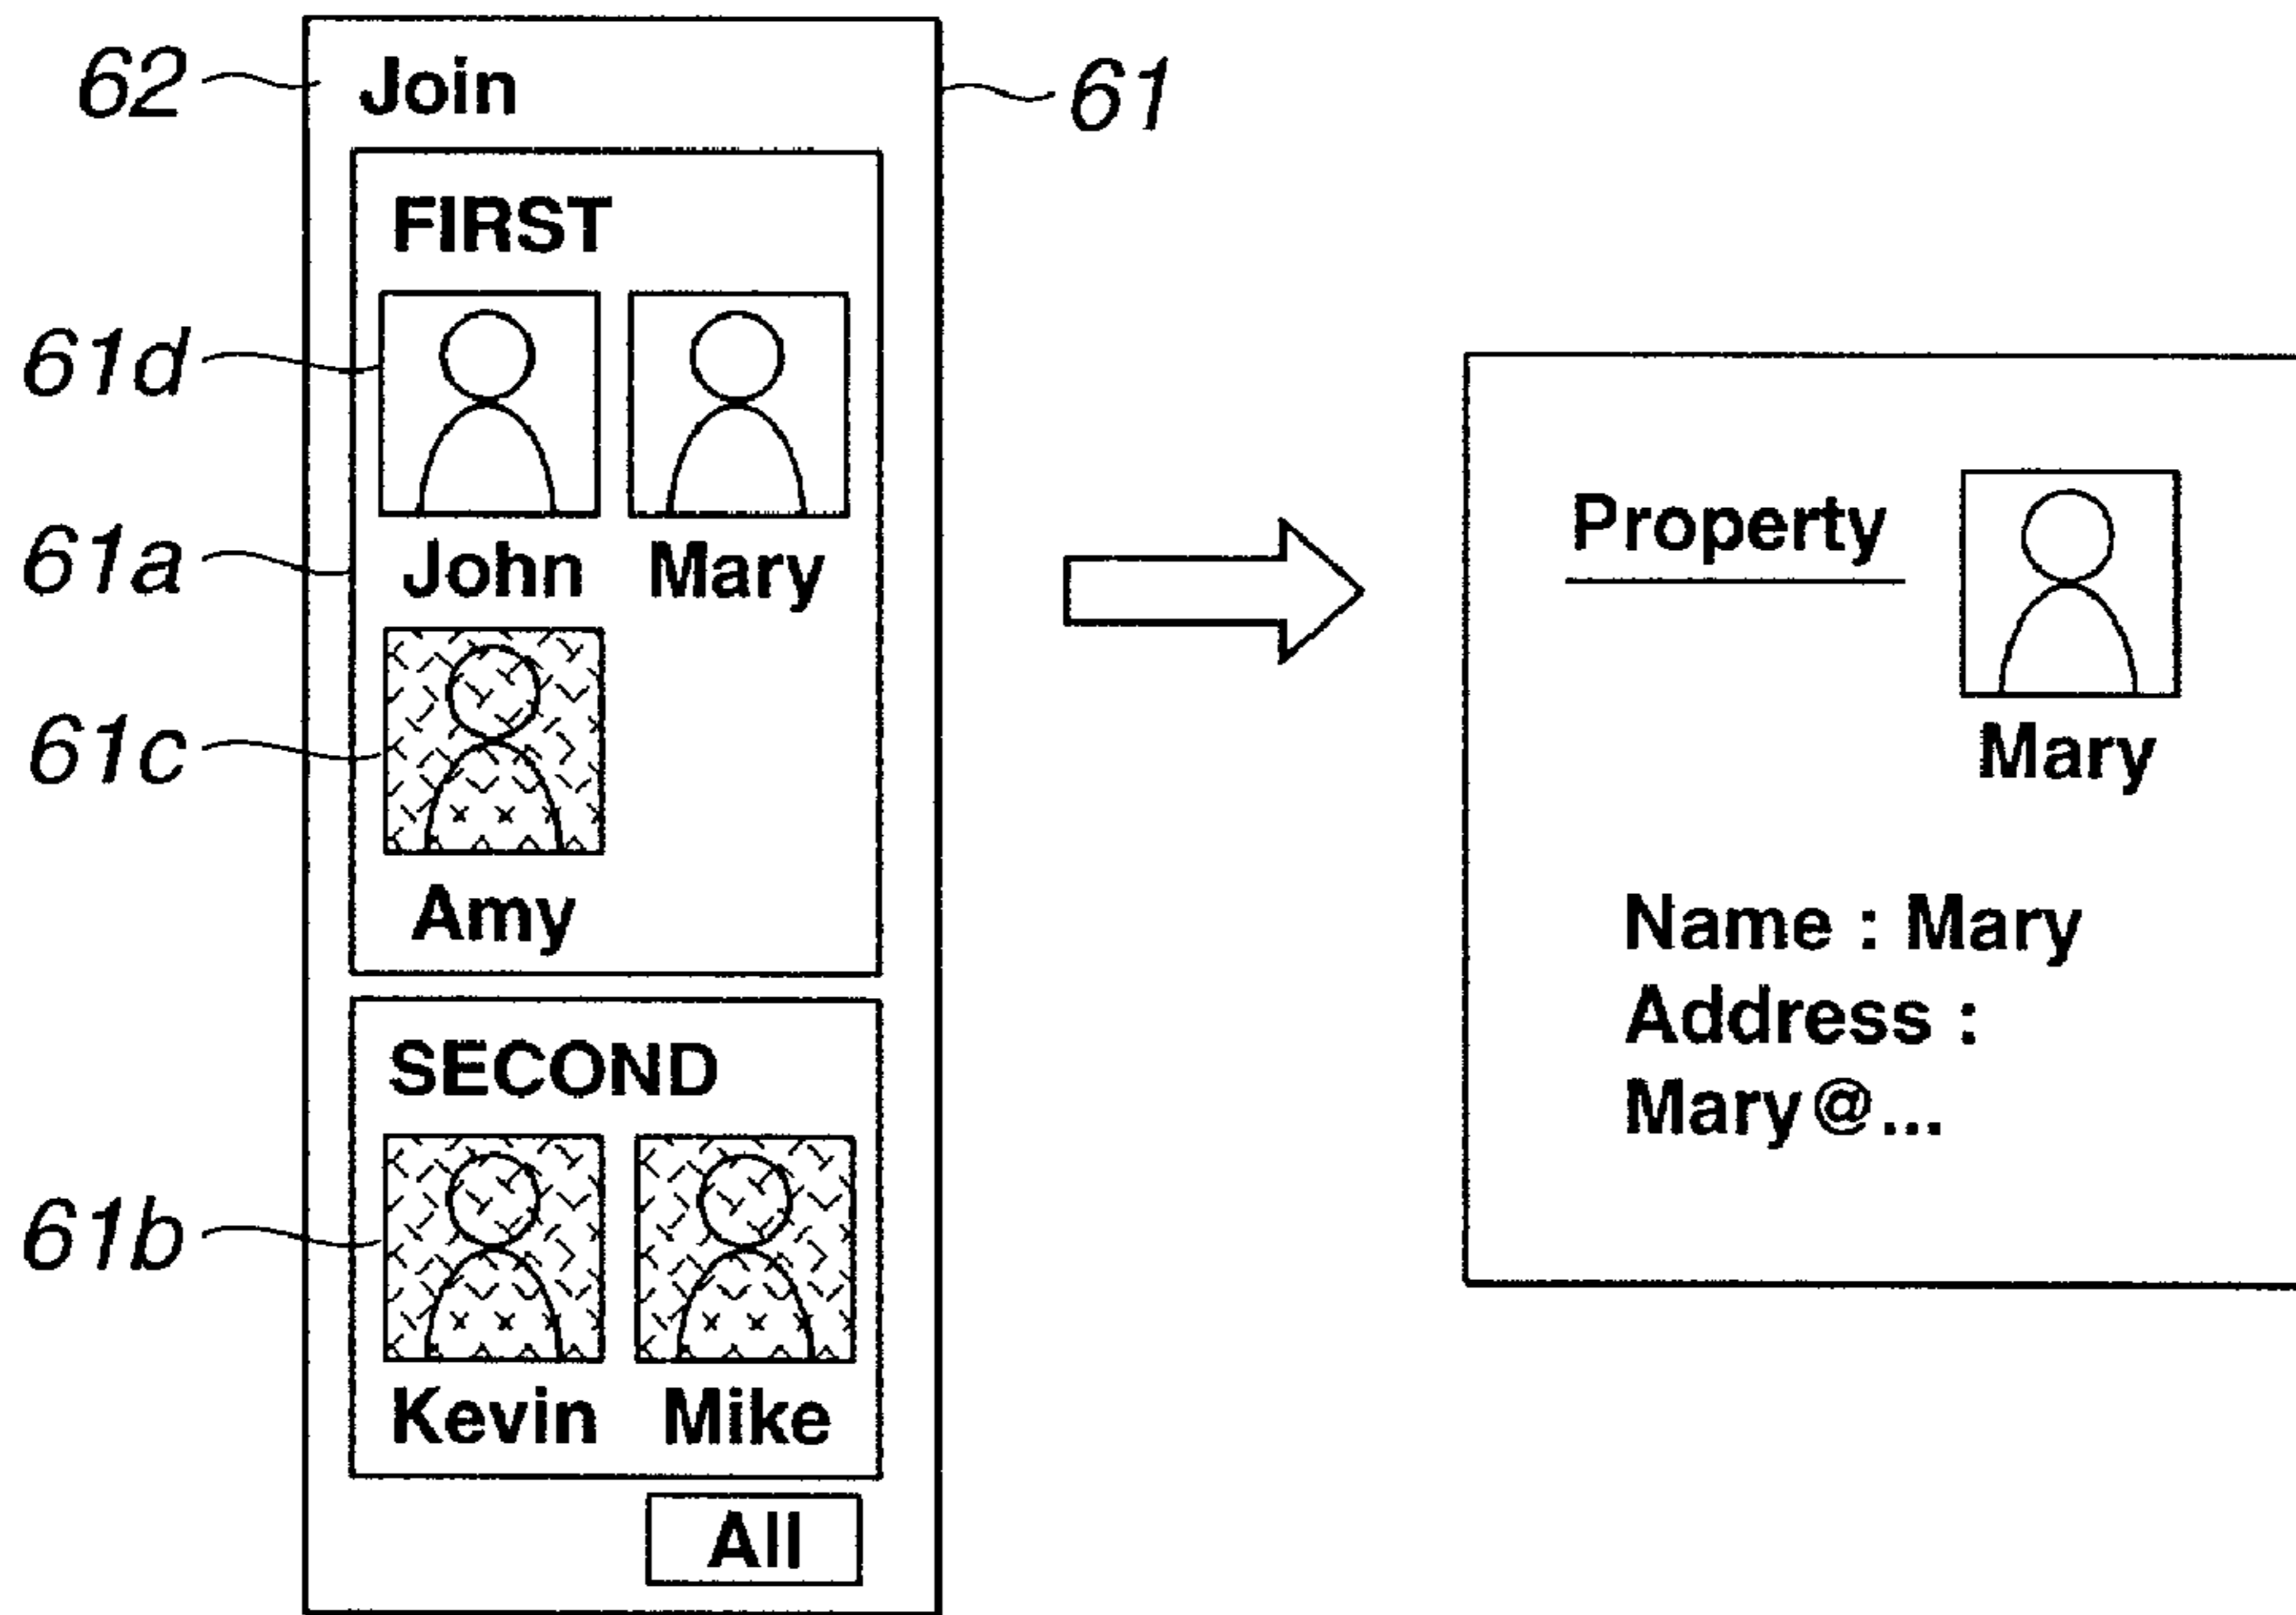 62 Join 61
FIRST
61d
61a John Mary
61c
Amy
SECOND
61b
Kevin Mike
All
Property
Mary
Name : Mary
Address :
Mary@...